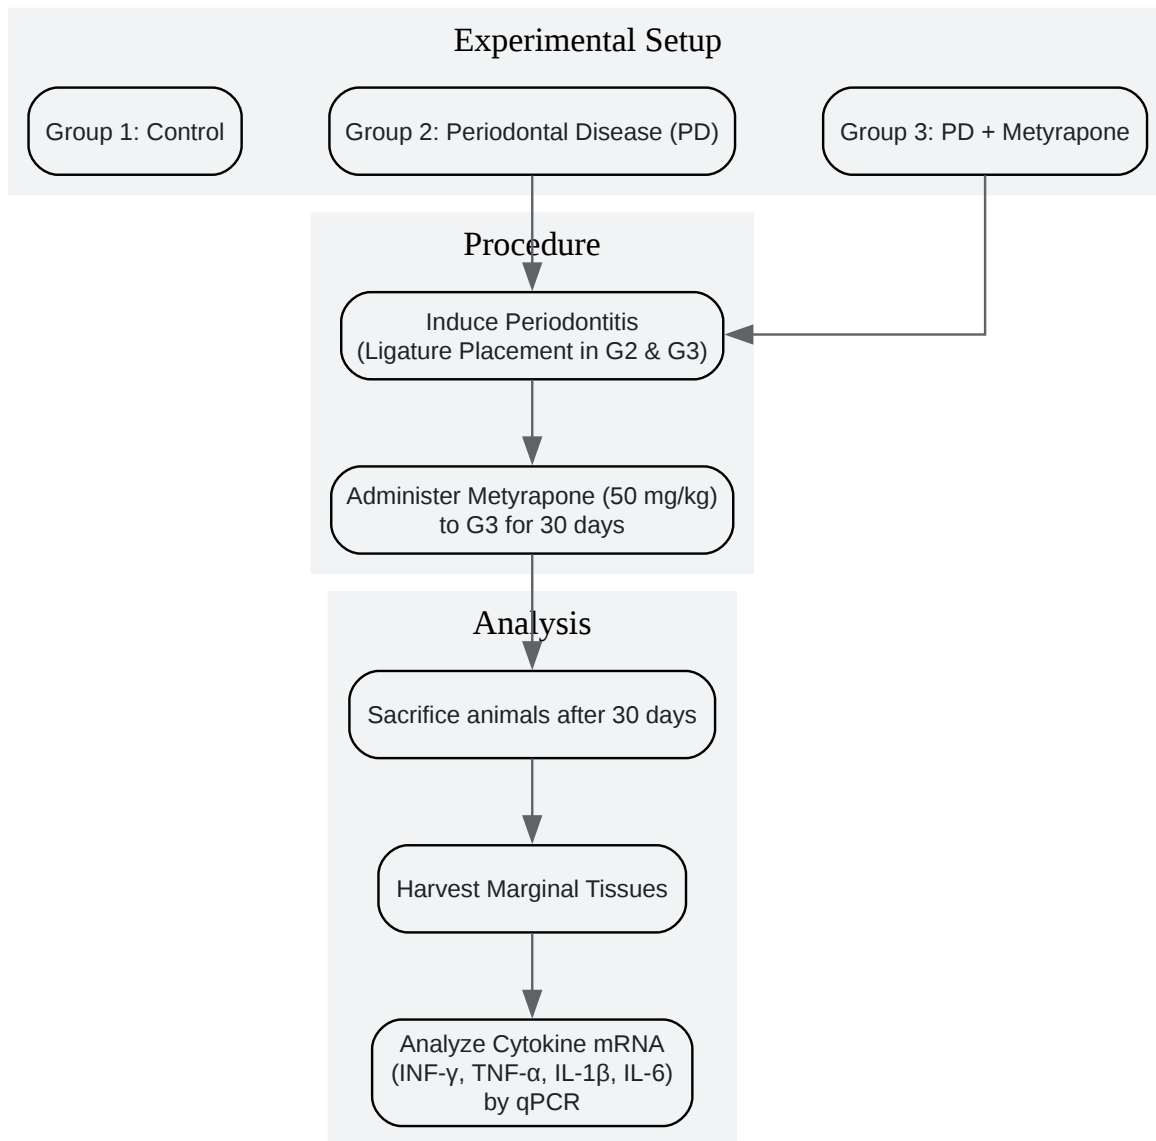 Experimental Setup
Group 1: Control
Group 2: Periodontal Disease (PD)
Group 3: PD + Metyrapone
Procedure
Induce Periodontitis
(Ligature Placement in G2 & G3)
Administer Metyrapone (50 mg/kg)
to G3 for 30 days
Analysis
Sacrifice animals after 30 days
Harvest Marginal Tissues
Analyze Cytokine mRNA
(INF-γ, TNF-α, IL-1β, IL-6)
by qPCR